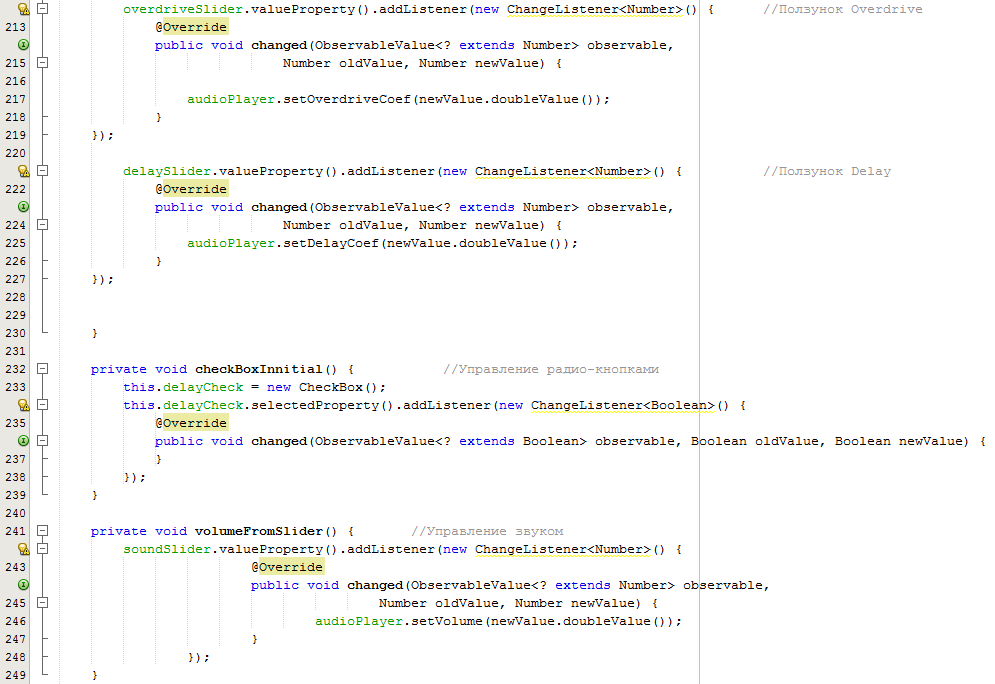 overdriveSlider.valueProperty().addListener(new ChangeListener<Number>() {      //Ползунок Overdrive
213 @Override
public void changed(ObservableValue<? extends Number> observable,
215 Number oldValue, Number newValue) {
216
217 audioPlayer.setOverdriveCoef(newValue.doubleValue());
218 }
219 });
220
delaySlider.valueProperty().addListener(new ChangeListener<Number>() {          //Ползунок Delay
222 @Override
public void changed(ObservableValue<? extends Number> observable,
224 Number oldValue, Number newValue) {
225 audioPlayer.setDelayCoef(newValue.doubleValue());
226 }
227 });
228
229
230 }
231
232 private void checkBoxInnitial() {           //Управление радио-кнопками
233 this.delayCheck = new CheckBox();
this.delayCheck.selectedProperty().addListener(new ChangeListener<Boolean>() {
235 @Override
public void changed(ObservableValue<? extends Boolean> observable, Boolean oldValue, Boolean newValue) {
237 }
238 });
239 }
240
241 private void volumeFromSlider() {       //Управление звуком
soundSlider.valueProperty().addListener(new ChangeListener<Number>() {
243 @Override
public void changed(ObservableValue<? extends Number> observable,
245 Number oldValue, Number newValue) {
246 audioPlayer.setVolume(newValue.doubleValue());
247 }
248 });
249 }